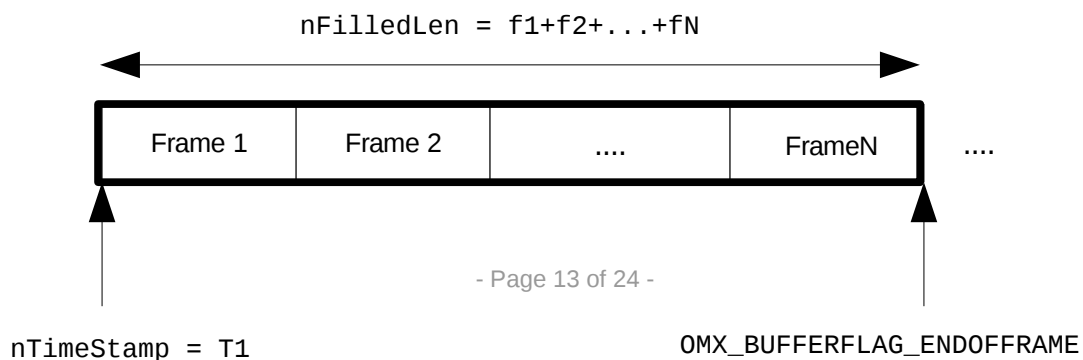 nFilledLen = f1+f2+...+fN
Frame 1 Frame 2 .... FrameN ....
- Page 13 of 24 -
nTimeStamp = T1 OMX_BUFFERFLAG_ENDOFFRAME